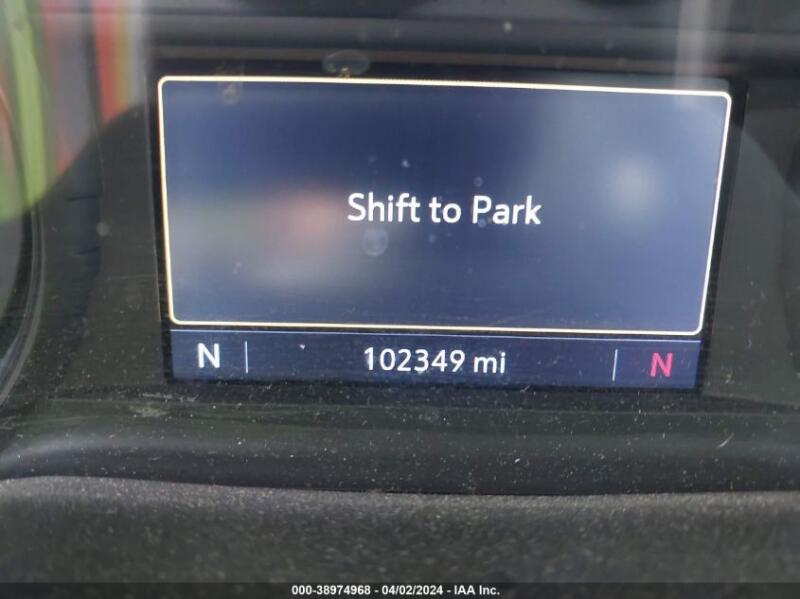 Shift to Park
N 102349 mi N
000-38974968 - 04/02/2024 - IAA Inc.